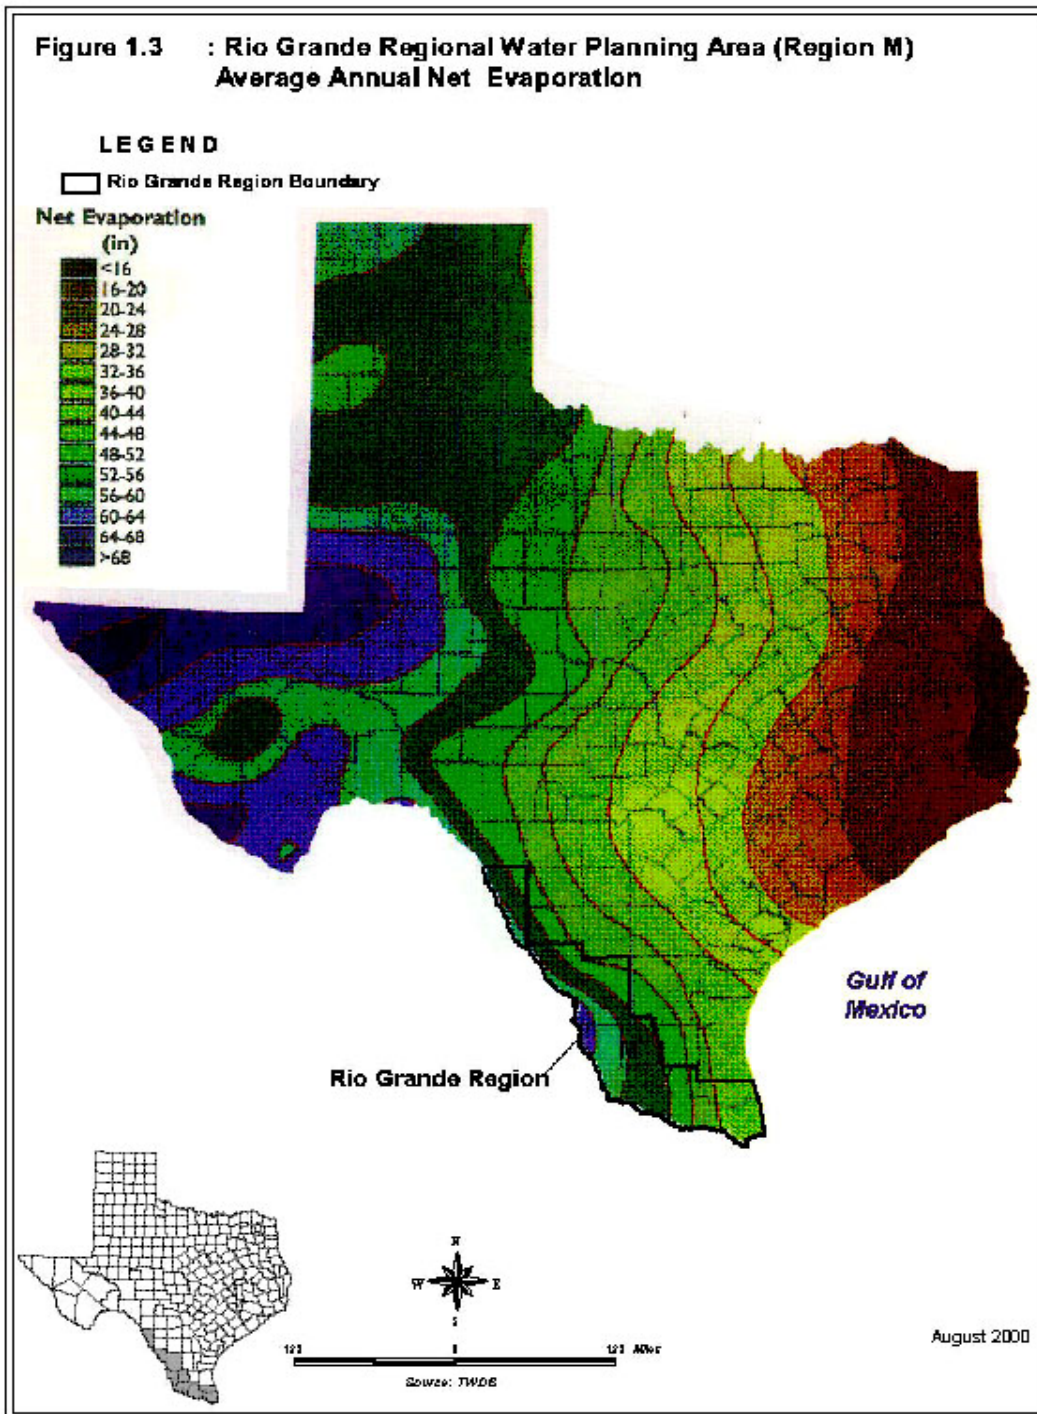 Figure 1.3 : Rio Grande Regional Water Planning Area (Region M)
Average Annual Net Evaporation
LEGEND
Rio Grande Region Boundary
Net Evaporation
(in)
<16
16-20
20-24
24-28
28-32
32-36
36-40
40-44
44-48
48-52
52-56
56-60
60-64
64-68
>68
Gulf of
Mexico
Rio Grande Region
N
W E
S
0 Miles
Source: TWDB
August 2000